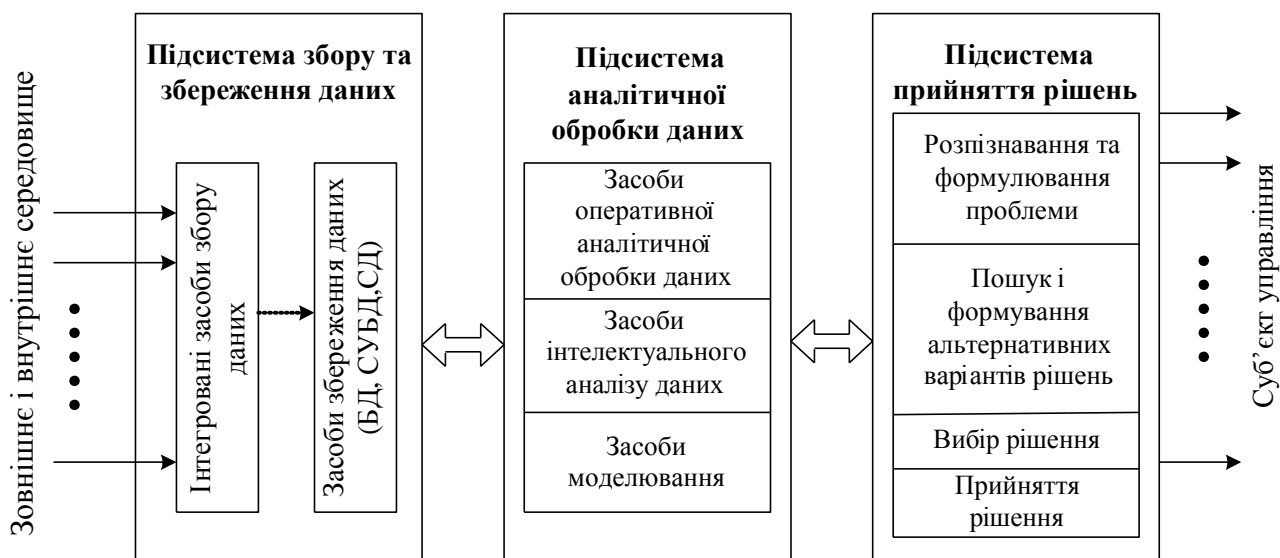 Зовнішнє і внутрішнє середовище
Підсистема збору та
збереження даних
Інтегровані засоби збору
даних
Засоби збереження даних
(БД, СУБД,СД)
Підсистема
аналітичної
обробки даних
Засоби
оперативної
аналітичної
обробки даних
Засоби
інтелектуального
аналізу даних
Засоби
моделювання
Підсистема
прийняття рішень
Розпізнавання та
формулювання
проблеми
Пошук і
формування
альтернативних
варіантів рішень
Вибір рішення
Прийняття
рішення
Суб’єкт управління